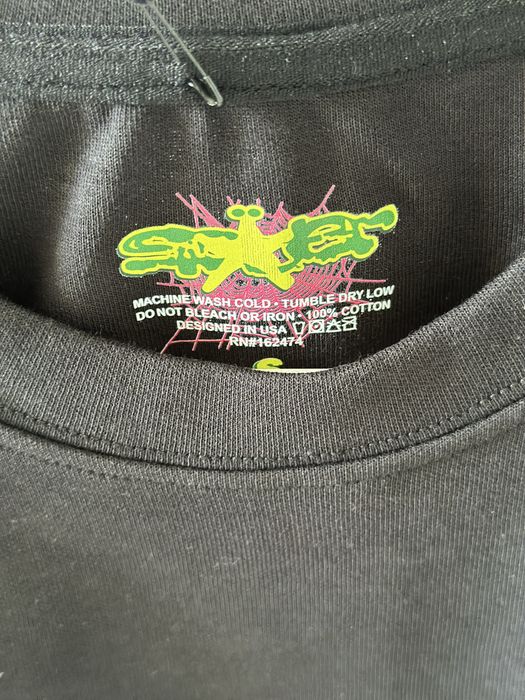 MACHINE WASH COLD • TUMBLE DRY LOW
DO NOT BLEACH OR IRON • 100% COTTON
DESIGNED IN USA
RN#162474
S